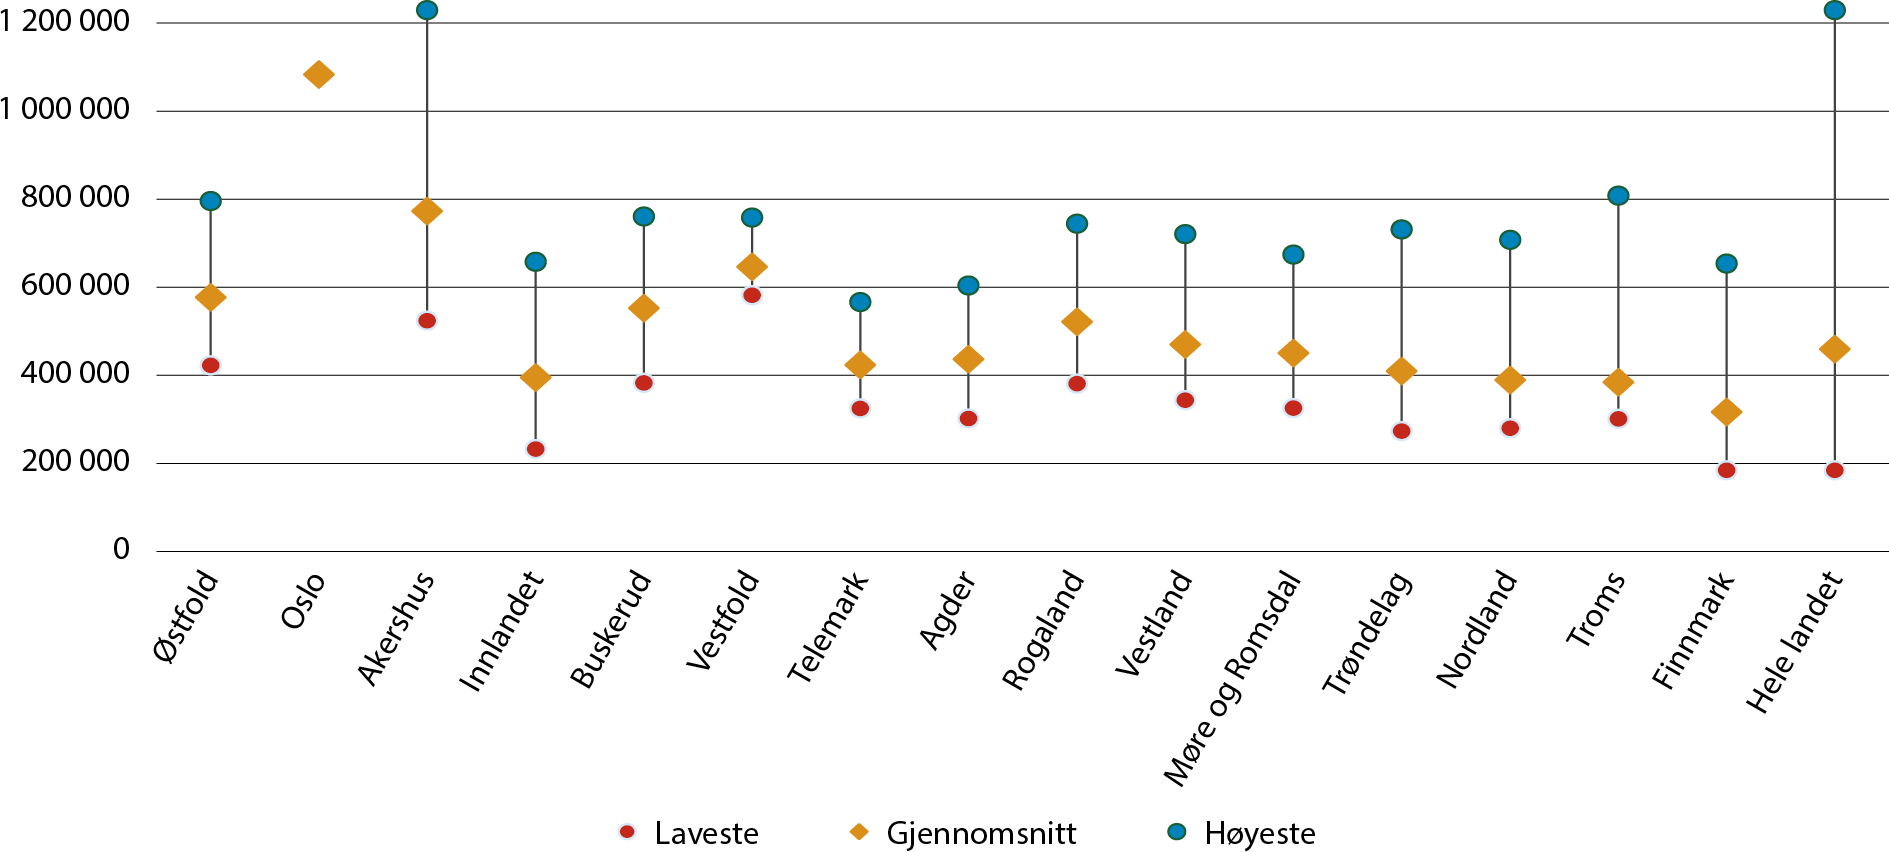 1 200 000
1 000 000
800 000
600 000
400 000
200 000
0
Østfold
Oslo
Akershus
Innlandet
Buskerud
Vestfold
Telemark
Agder
Rogaland
Vestland
Møre og Romsdal
Trøndelag
Nordland
Troms
Finnmark
Hele landet
Laveste
Gjennomsnitt
Høyeste